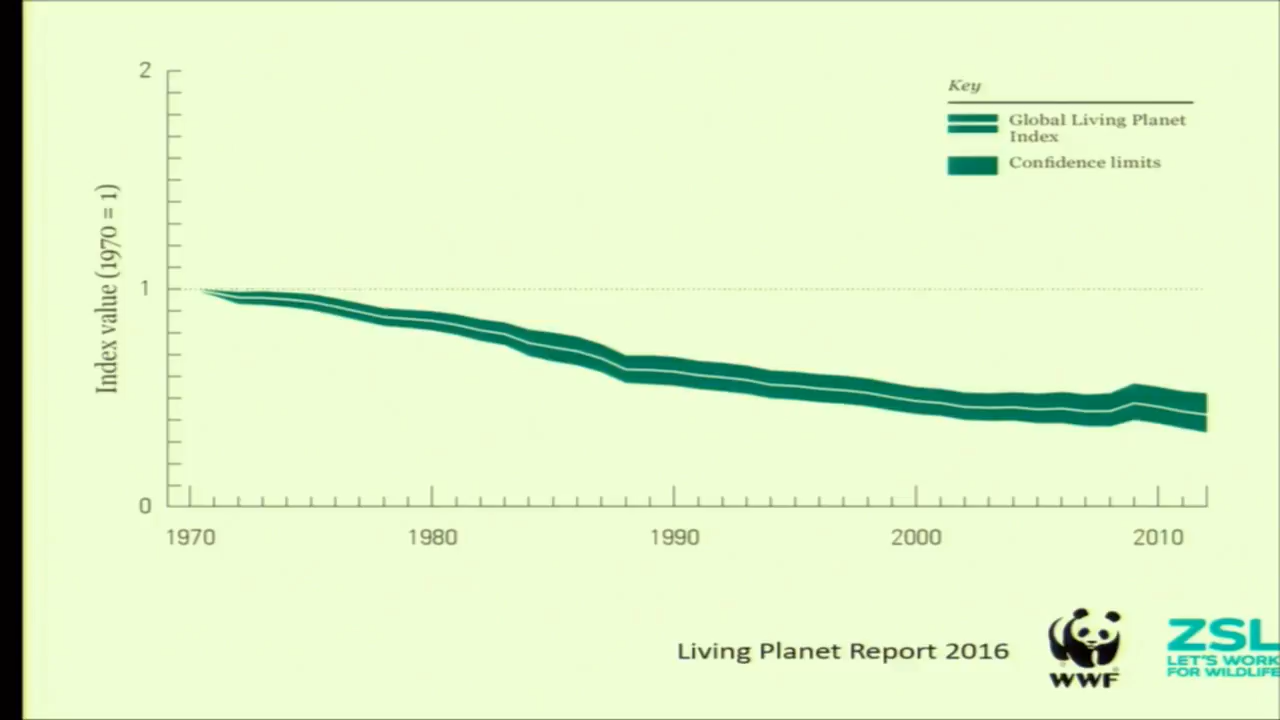 2
1
0
Index value (1970 = 1)
Key
Global Living Planet
Index
Confidence limits
1970
1980
1990
2000
2010
Living Planet Report 2016
WWF
ZSL
LET'S WORK
FOR WILDLIFE